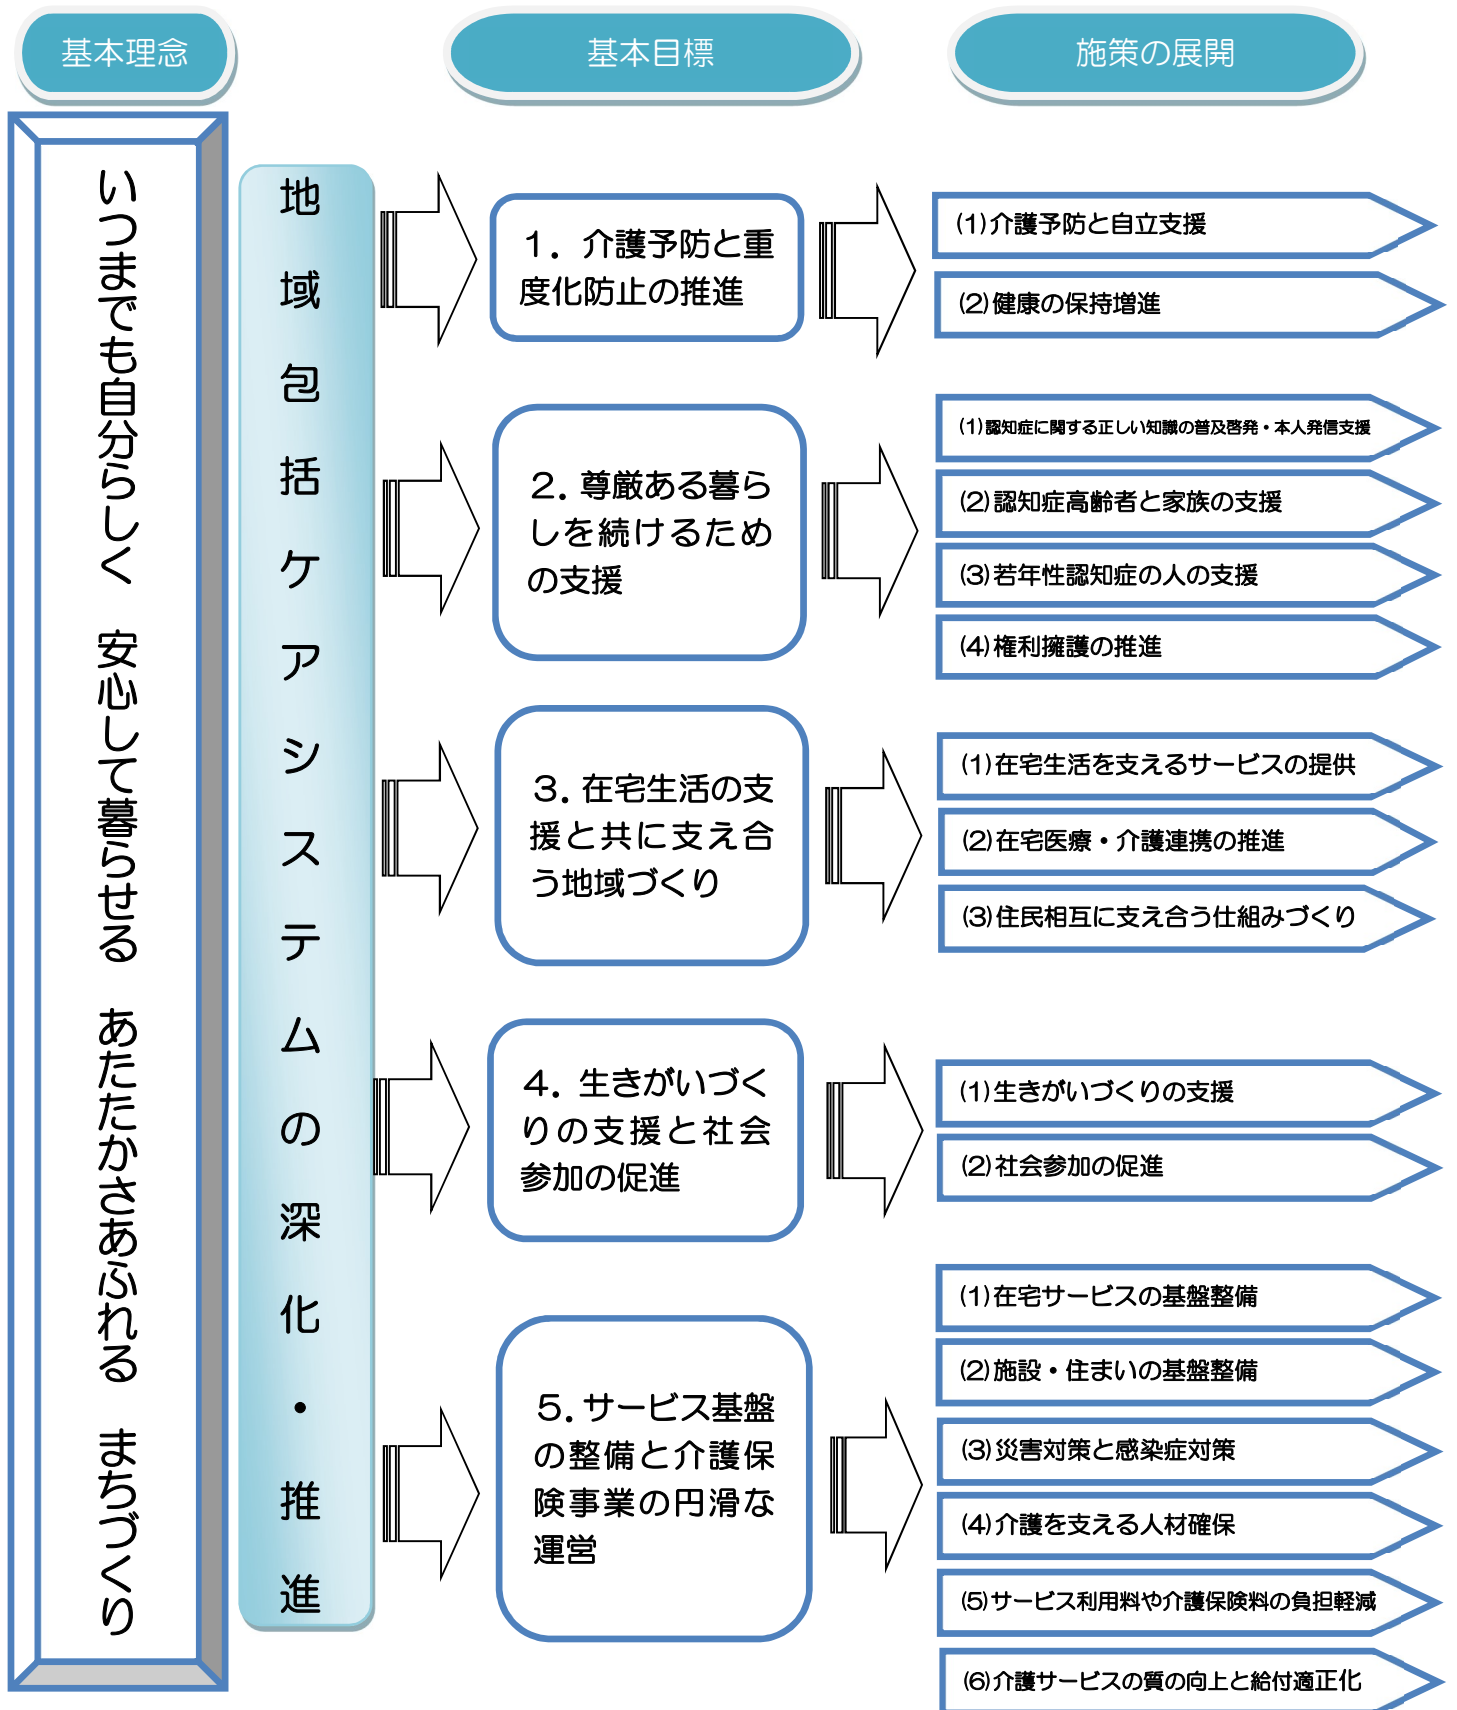 基本理念
基本目標
施策の展開
いつまでも自分らしく　安心して暮らせる　あたたかさあふれる　まちづくり
地域包括ケアシステムの深化・推進
１．介護予防と重
度化防止の推進
(1)介護予防と自立支援
(2)健康の保持増進
２．尊厳ある暮ら
しを続けるため
の支援
(1)認知症に関する正しい知識の普及啓発・本人発信支援
(2)認知症高齢者と家族の支援
(3)若年性認知症の人の支援
(4)権利擁護の推進
３．在宅生活の支
援と共に支え合
う地域づくり
(1)在宅生活を支えるサービスの提供
(2)在宅医療・介護連携の推進
(3)住民相互に支え合う仕組みづくり
４．生きがいづく
りの支援と社会
参加の促進
(1)生きがいづくりの支援
(2)社会参加の促進
５．サービス基盤
の整備と介護保
険事業の円滑な
運営
(1)在宅サービスの基盤整備
(2)施設・住まいの基盤整備
(3)災害対策と感染症対策
(4)介護を支える人材確保
(5)サービス利用料や介護保険料の負担軽減
(6)介護サービスの質の向上と給付適正化